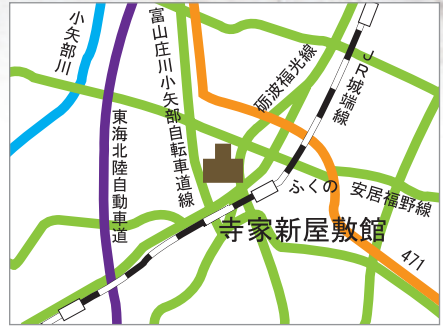 小矢部川
東海北陸自動車道
富山庄川小矢部自転車道線
砺波福光線
JR城端線
ふくの
安居福野線
寺家新屋敷館
471